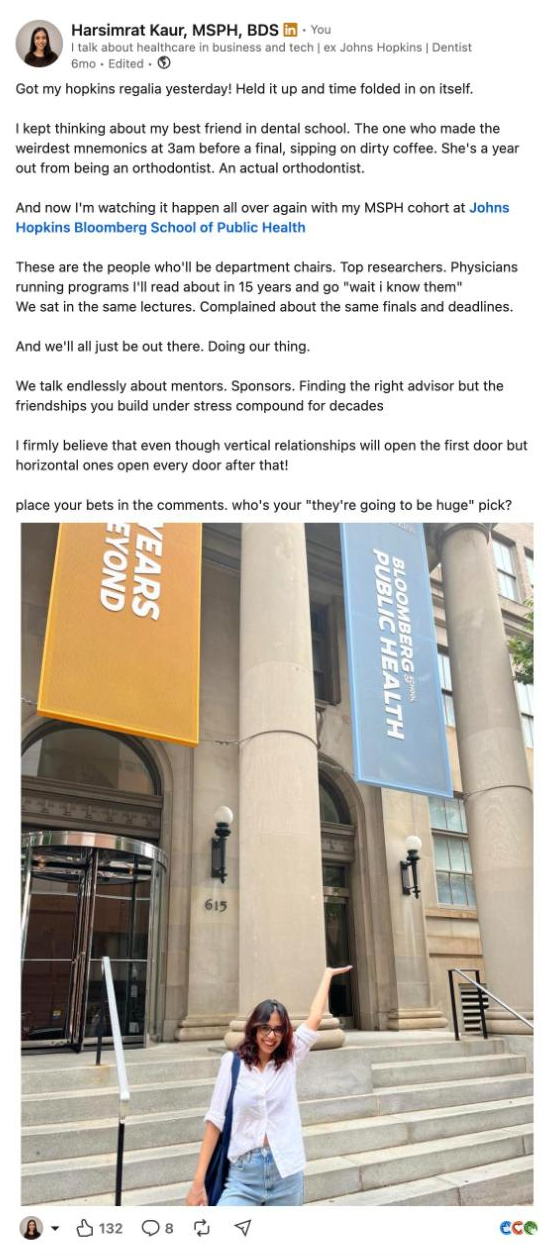 Harsimrat Kaur, MSPH, BDS in · You
I talk about healthcare in business and tech | ex Johns Hopkins | Dentist
6mo · Edited ·
Got my hopkins regalia yesterday! Held it up and time folded in on itself.
I kept thinking about my best friend in dental school. The one who made the
weirdest mnemonics at 3am before a final, sipping on dirty coffee. She's a year
out from being an orthodontist. An actual orthodontist.
And now I'm watching it happen all over again with my MSPH cohort at Johns
Hopkins Bloomberg School of Public Health
These are the people who'll be department chairs. Top researchers. Physicians
running programs I'll read about in 15 years and go "wait i know them"
We sat in the same lectures. Complained about the same finals and deadlines.
And we'll all just be out there. Doing our thing.
We talk endlessly about mentors. Sponsors. Finding the right advisor but the
friendships you build under stress compound for decades
I firmly believe that even though vertical relationships will open the first door but
horizontal ones open every door after that!
place your bets in the comments. who's your "they're going to be huge" pick?
YEARS
EYOND
BLOOMBERG SCHOOL
PUBLIC HEALTH
615
132
8